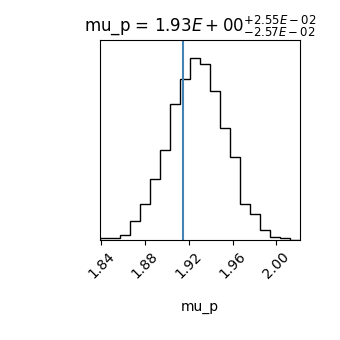 mu_p = 1.93E + 00+2.55E − 02 −2.57E − 02
1.84 1.88 1.92 1.96 2.00
mu_p